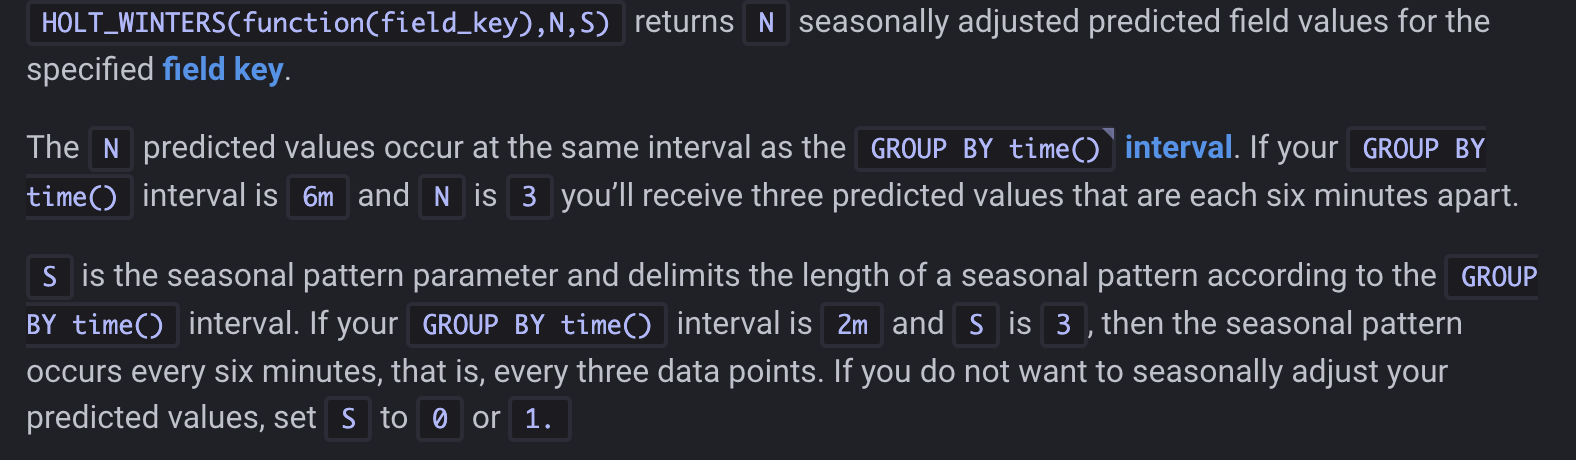 HOLT_WINTERS(function(field_key),N,S) returns N seasonally adjusted predicted field values for the
specified field key.
The N predicted values occur at the same interval as the GROUP BY time() interval. If your GROUP BY
time() interval is 6m and N is 3 you’ll receive three predicted values that are each six minutes apart.
S is the seasonal pattern parameter and delimits the length of a seasonal pattern according to the GROUP
BY time() interval. If your GROUP BY time() interval is 2m and S is 3, then the seasonal pattern
occurs every six minutes, that is, every three data points. If you do not want to seasonally adjust your
predicted values, set S to 0 or 1.